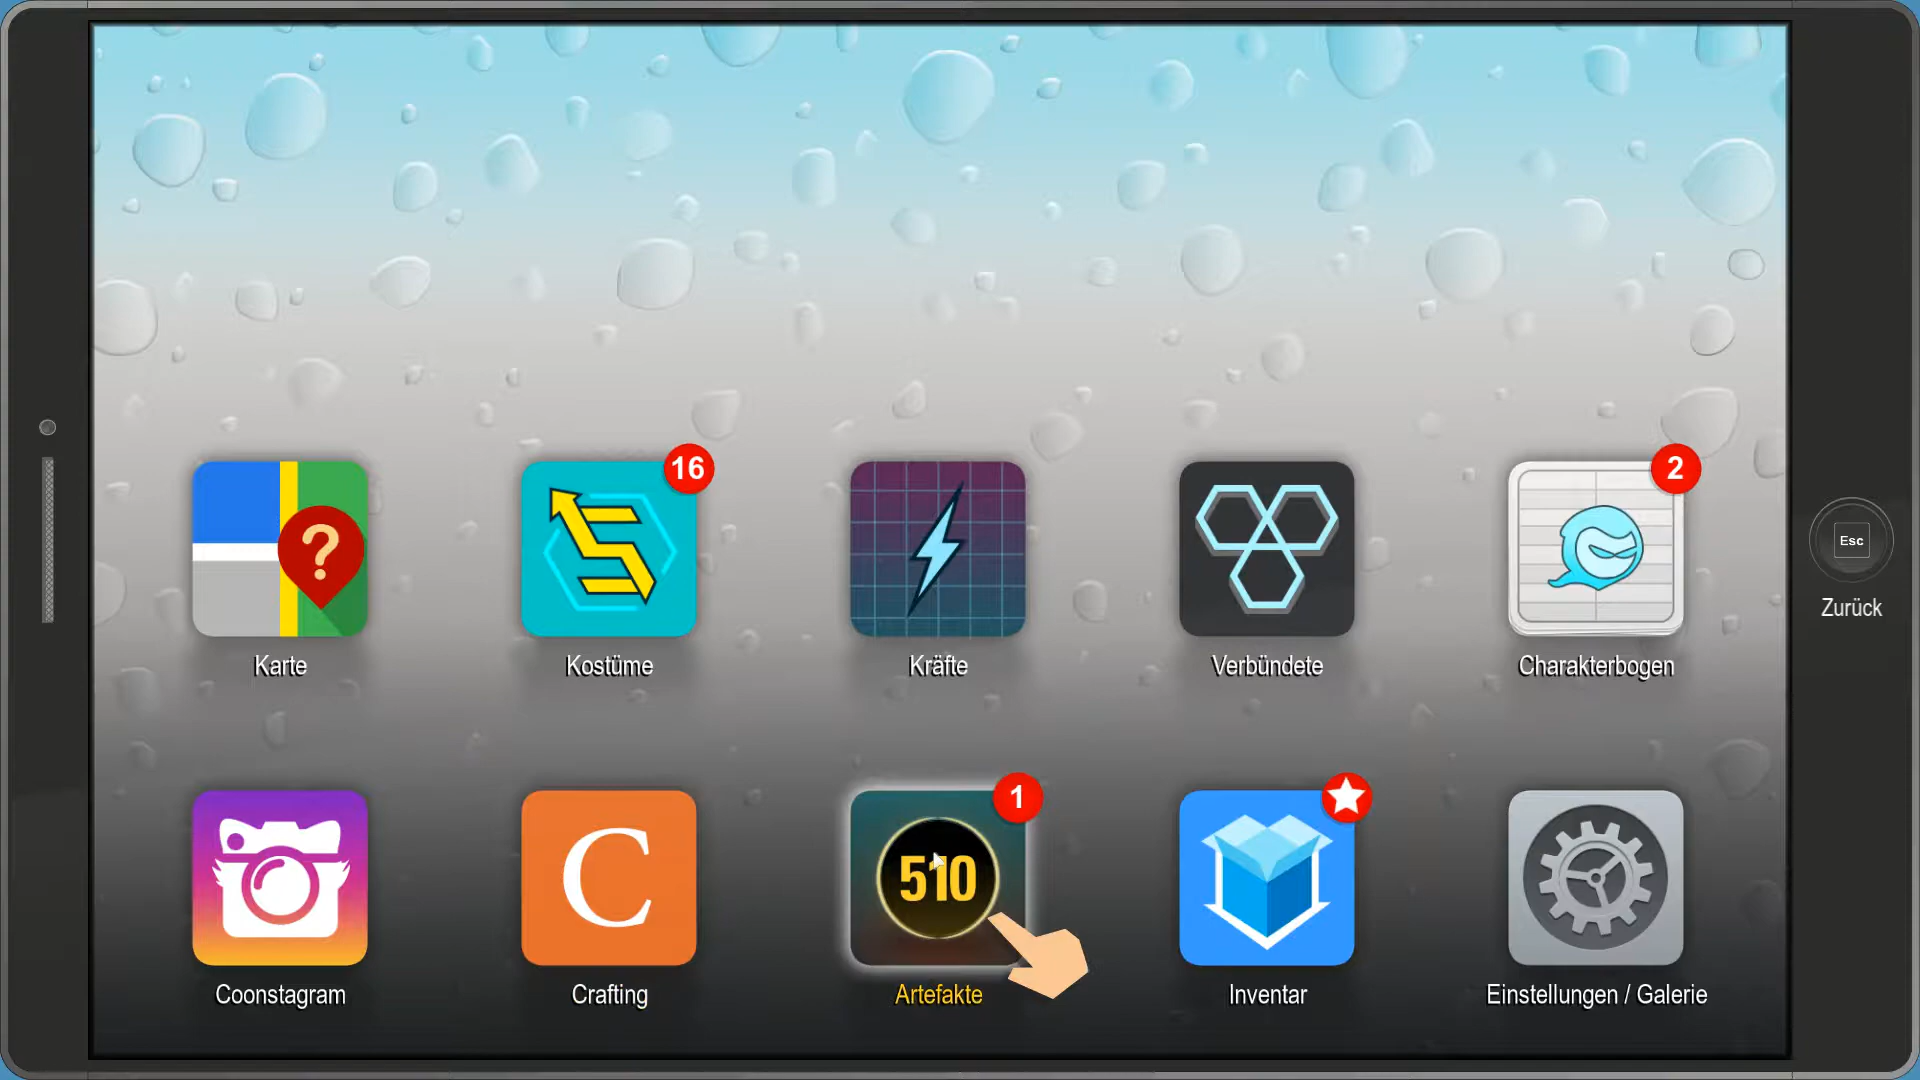 16
2
Esc
Zurück
?
Karte
Kostüme
Kräfte
Verbündete
Charakterbogen
1
C
510
Coonstagram
Crafting
Artefakte
Inventar
Einstellungen / Galerie